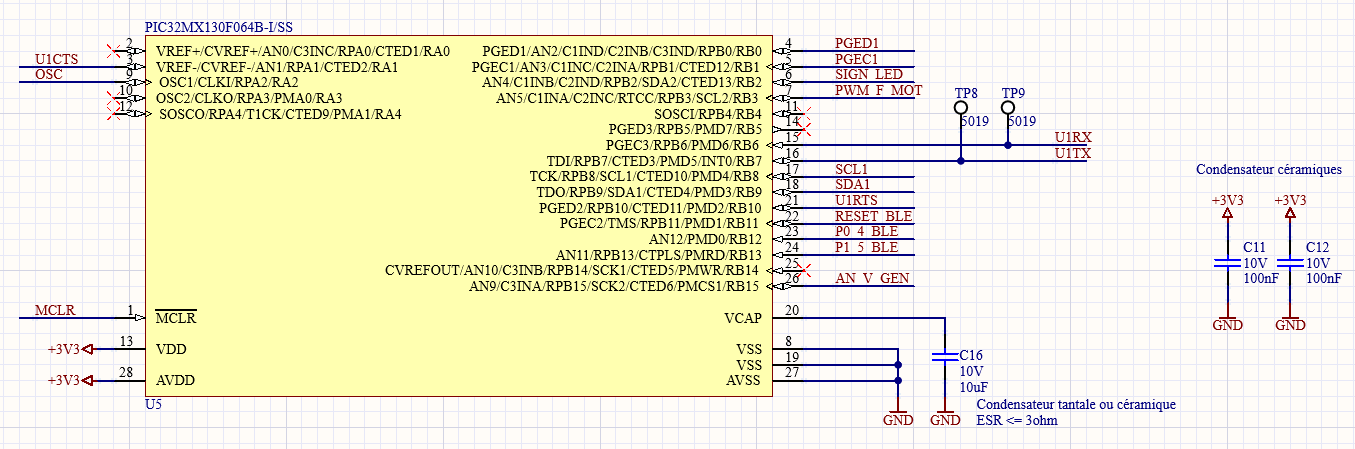 PIC32MX130F064B-I/SS
2 VREF+/CVREF+/AN0/C3INC/RPA0/CTED1/RA0
PGED1/AN2/C1IND/C2INB/C3IND/RPB0/RB0 4 PGED1
U1CTS 3 VREF-/CVREF-/AN1/RPA1/CTED2/RA1
PGEC1/AN3/C1INC/C2INA/RPB1/CTED12/RB1 5 PGEC1
OSC 9 OSC1/CLKI/RPA2/RA2
AN4/C1INB/C2IND/RPB2/SDA2/CTED13/RB2 6 SIGN_LED
10 OSC2/CLKO/RPA3/PMA0/RA3
AN5/C1INA/C2INC/RTCC/RPB3/SCL2/RB3 7 PWM_F_MOT
12 SOSCO/RPA4/T1CK/CTED9/PMA1/RA4
SOSCI/RPB4/RB4 11
PGED3/RPB5/PMD7/RB5 14
PGEC3/RPB6/PMD6/RB6 15 U1RX
TDI/RPB7/CTED3/PMD5/INT0/RB7 16 U1TX
TCK/RPB8/SCL1/CTED10/PMD4/RB8 17 SCL1
TDO/RPB9/SDA1/CTED4/PMD3/RB9 18 SDA1
PGED2/RPB10/CTED11/PMD2/RB10 21 U1RTS
PGEC2/TMS/RPB11/PMD1/RB11 22 RESET_BLE
AN12/PMD0/RB12 23 P0_4_BLE
AN11/RPB13/CTPLS/PMRD/RB13 24 P1_5_BLE
CVREFOUT/AN10/C3INB/RPB14/SCK1/CTED5/PMWR/RB14 25
AN9/C3INA/RPB15/SCK2/CTED6/PMCS1/RB15 26 AN_V_GEN
MCLR 1 MCLR
VCAP 20
+3V3 13 VDD
VSS 8
VSS 19
+3V3 28 AVDD
AVSS 27
U5
TP8
5019
TP9
5019
GND
C16
10V
10uF
GND
Condensateur tantale ou céramique
ESR <= 3ohm
Condensateur céramiques
+3V3
C11
10V
100nF
GND
+3V3
C12
10V
100nF
GND